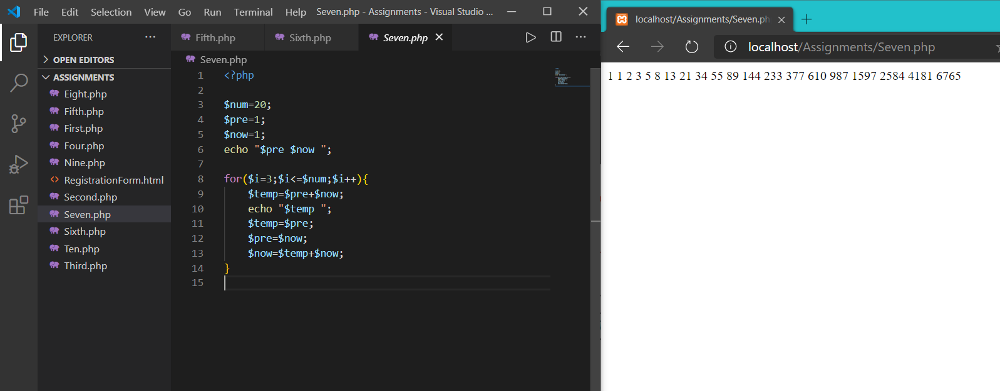 File Edit Selection View Go Run Terminal Help Seven.php - Assignments - Visual Studio ...
EXPLORER
OPEN EDITORS
ASSIGNMENTS
Eight.php
Fifth.php
First.php
Four.php
Nine.php
RegistrationForm.html
Second.php
Seven.php
Sixth.php
Ten.php
Third.php
Fifth.php Sixth.php Seven.php
Seven.php
1 <?php
2
3 $num=20;
4 $pre=1;
5 $now=1;
6 echo "$pre $now ";
7
8 for($i=3;$i<=$num;$i++){
9 $temp=$pre+$now;
10 echo "$temp ";
11 $temp=$pre;
12 $pre=$now;
13 $now=$temp+$now;
14 }
15
localhost/Assignments/Seven.ph
localhost/Assignments/Seven.php
1 1 2 3 5 8 13 21 34 55 89 144 233 377 610 987 1597 2584 4181 6765